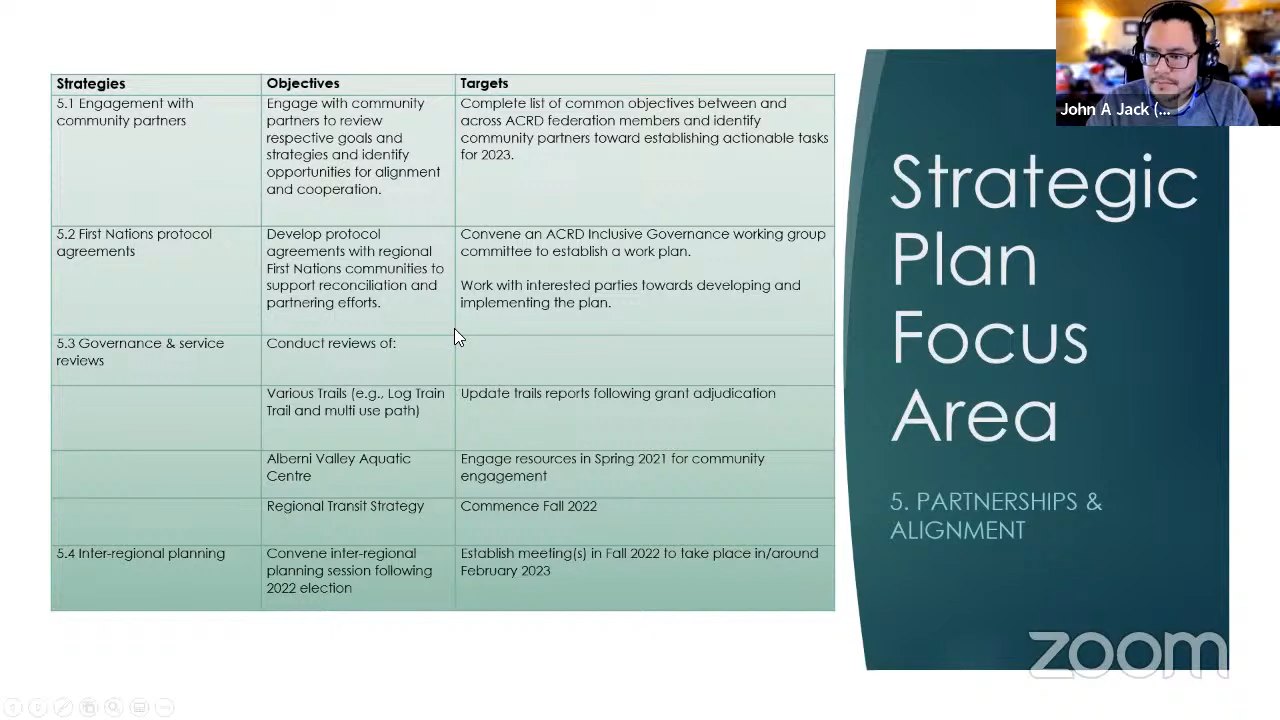 Strategies Objectives Targets
5.1 Engagement with
community partners
Engage with community
partners to review
respective goals and
strategies and identify
opportunities for alignment
and cooperation.
Complete list of common objectives between and
across ACRD federation members and identify
community partners toward establishing actionable tasks
for 2023.
5.2 First Nations protocol
agreements
Develop protocol
agreements with regional
First Nations communities to
support reconciliation and
partnering efforts.
Convene an ACRD Inclusive Governance working group
committee to establish a work plan.
Work with interested parties towards developing and
implementing the plan.
5.3 Governance & service
reviews
Conduct reviews of:
Various Trails (e.g., Log Train
Trail and multi use path)
Update trails reports following grant adjudication
Alberni Valley Aquatic
Centre
Engage resources in Spring 2021 for community
engagement
Regional Transit Strategy
Commence Fall 2022
5.4 Inter-regional planning
Convene inter-regional
planning session following
2022 election
Establish meeting(s) in Fall 2022 to take place in/around
February 2023
John A Jack (...
Strategic
Plan
Focus
Area
5. PARTNERSHIPS &
ALIGNMENT
zoom